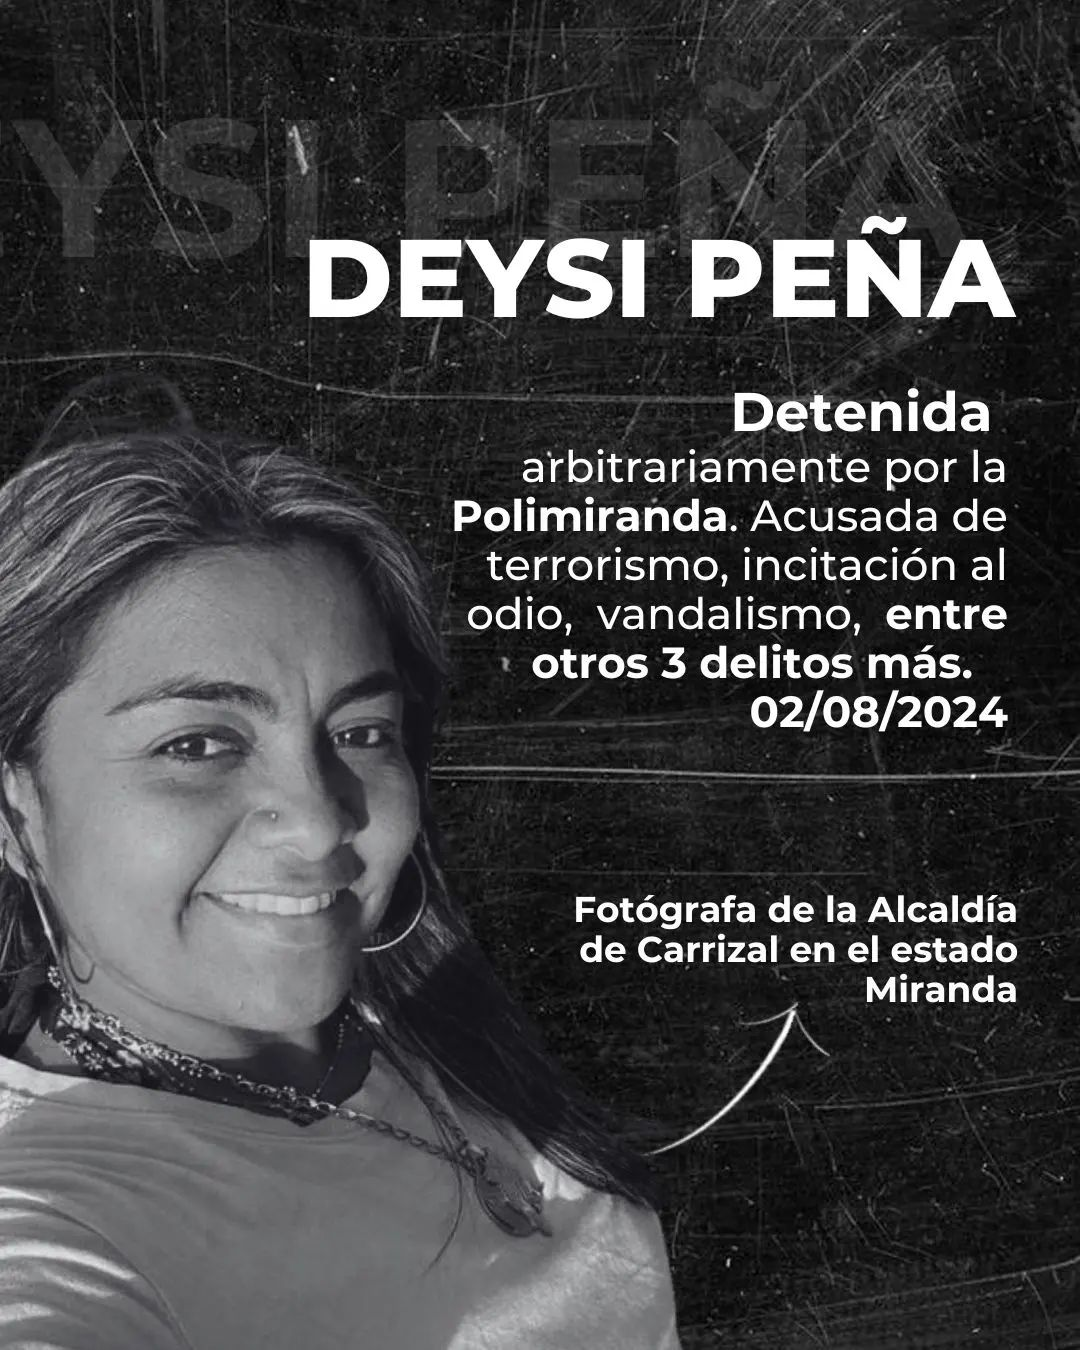 EYSI PEÑA
DEYSI PEÑA
Detenida
arbitrariamente por la
Polimiranda. Acusada de
terrorismo, incitación al
odio, vandalismo, entre
otros 3 delitos más.
02/08/2024
Fotógrafa de la Alcaldía
de Carrizal en el estado
Miranda